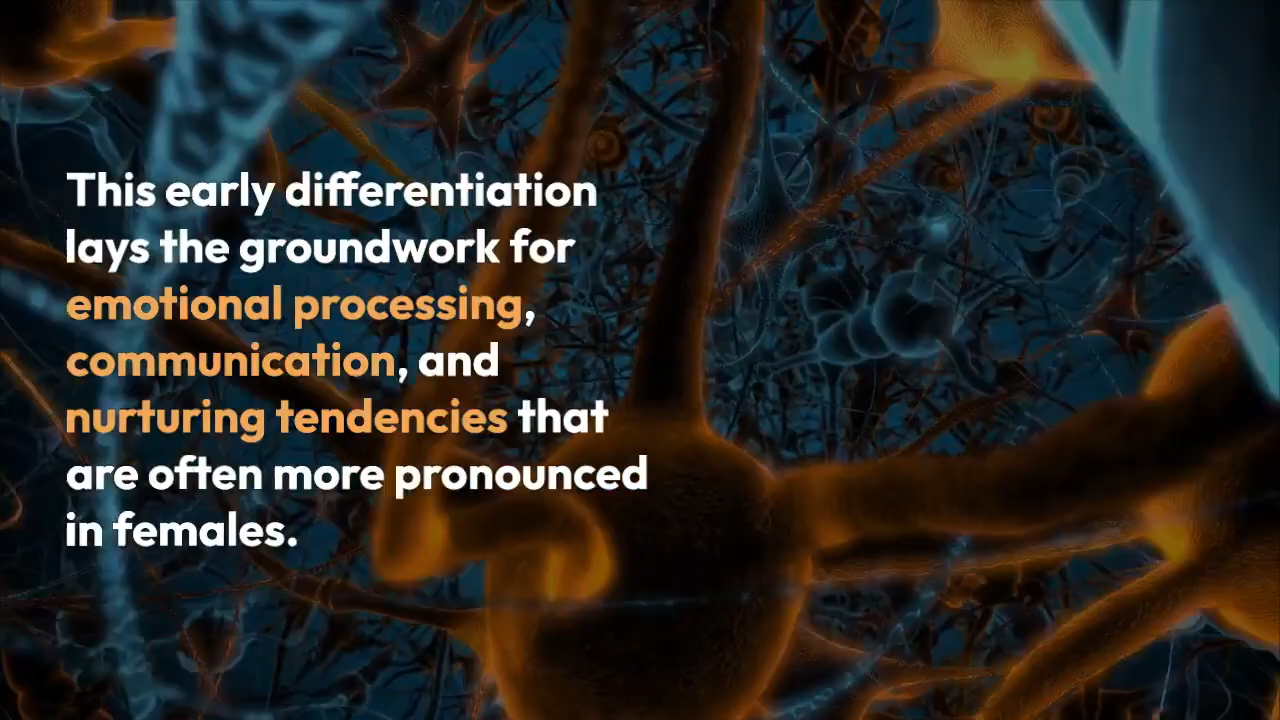 This early differentiation
lays the groundwork for
emotional processing,
communication, and
nurturing tendencies that
are often more pronounced
in females.